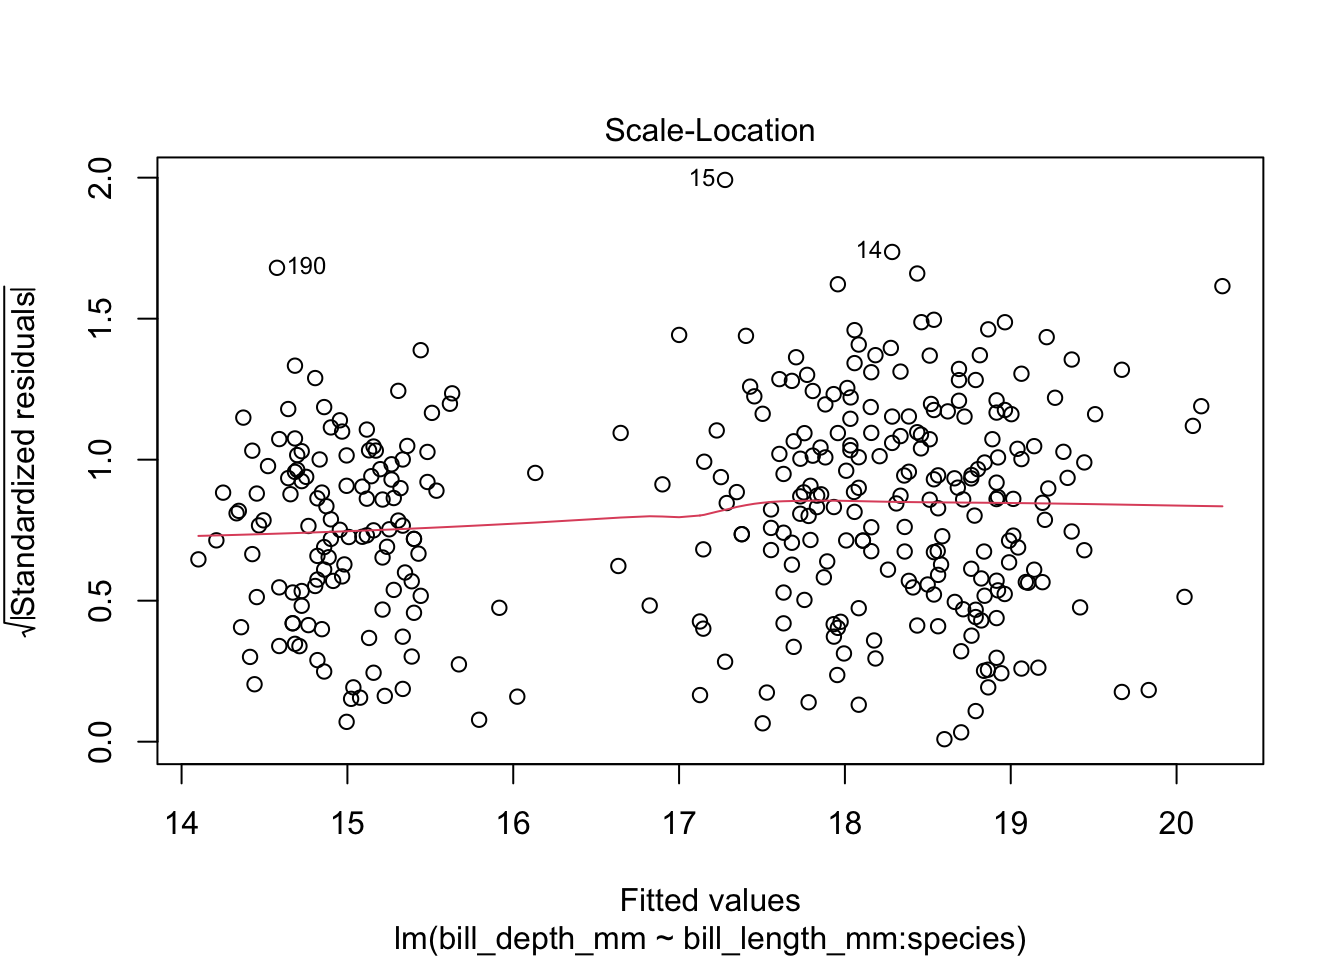 Scale-Location
√|Standardized residuals|
2.0
1.5
1.0
0.5
0.0
15
14
190
14 15 16 17 18 19 20
Fitted values
lm(bill_depth_mm ~ bill_length_mm:species)